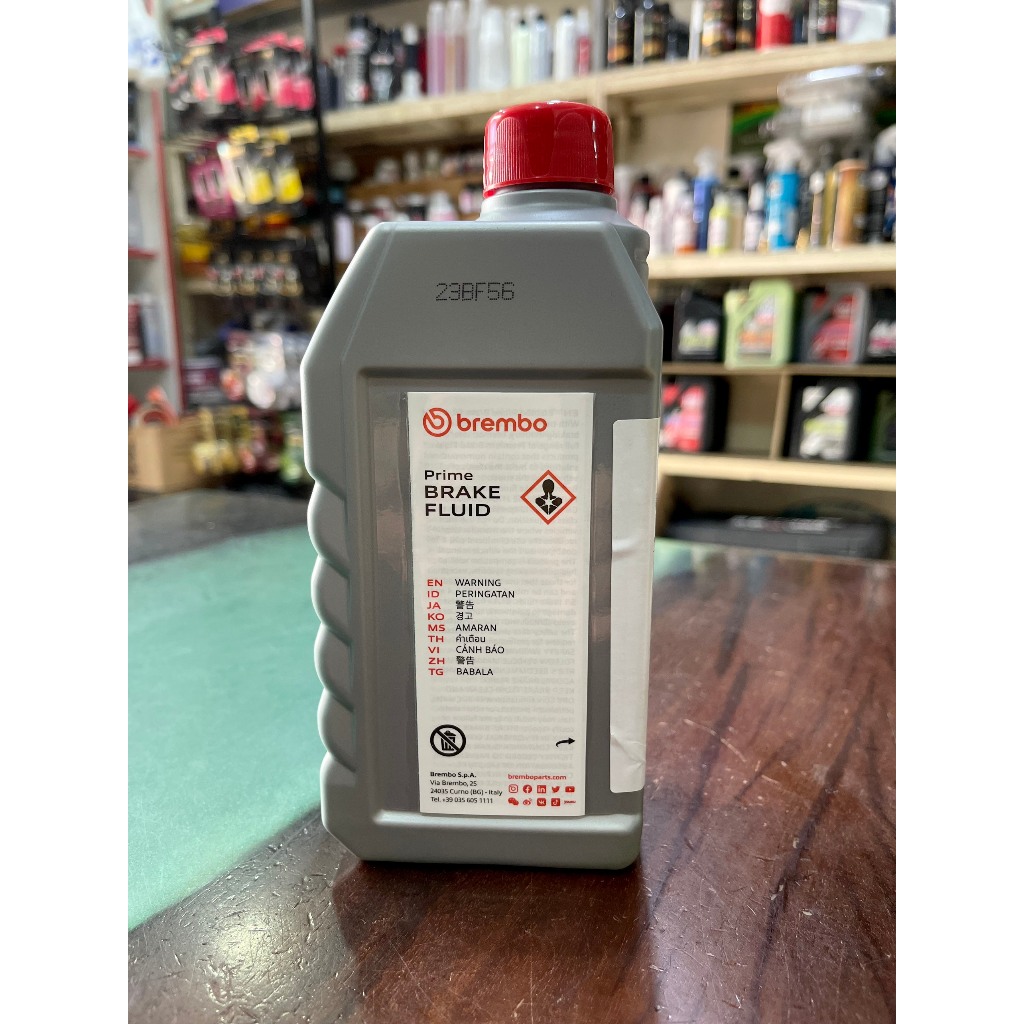 23BF56
brembo
Prime
BRAKE
FLUID
EN WARNING
ID PERINGATAN
JA 警告
KO 경고
MS AMARAN
TH คำเตือน
VI CẢNH BÁO
ZH 警告
TG BABALA
Brembo S.p.A.
Via Brembo, 25
24035 Curno (BG) - Italy
Tel. +39 035 605 1111
bremboparts.com